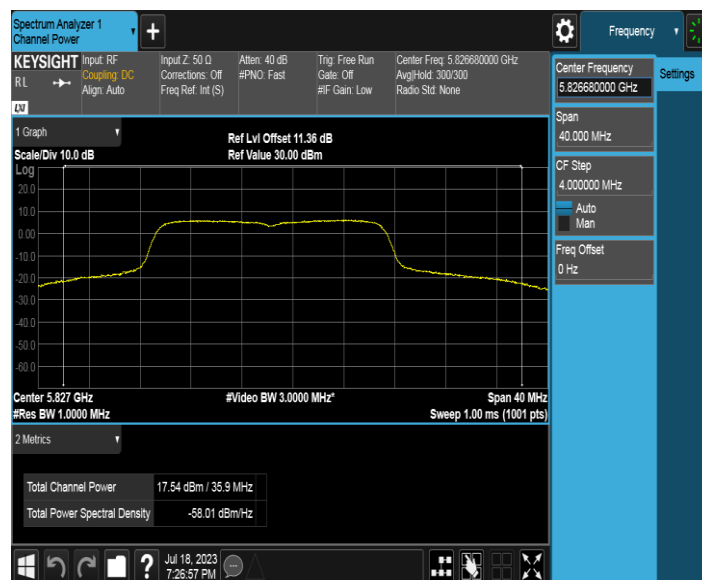 Spectrum Analyzer 1
Channel Power
+
Frequency
KEYSIGHT
RL
LXI
Input: RF
Coupling: DC
Align: Auto
Input Z: 50 Ω
Corrections: Off
Freq Ref: Int (S)
Atten: 40 dB
#PNO: Fast
Trig: Free Run
Gate: Off
#IF Gain: Low
Center Freq: 5.826680000 GHz
Avg|Hold: 300/300
Radio Std: None
Center Frequency
5.826680000 GHz
Settings
Span
40.000 MHz
CF Step
4.000000 MHz
Auto
Man
Freq Offset
0 Hz
1 Graph
Scale/Div 10.0 dB
Ref Lvl Offset 11.36 dB
Ref Value 30.00 dBm
Log
20.0
10.0
0.00
-10.0
-20.0
-30.0
-40.0
-50.0
-60.0
Center 5.827 GHz
#Res BW 1.0000 MHz
#Video BW 3.0000 MHz*
Span 40 MHz
Sweep 1.00 ms (1001 pts)
2 Metrics
Total Channel Power 17.54 dBm / 35.9 MHz
Total Power Spectral Density -58.01 dBm/Hz
?
Jul 18, 2023
7:26:57 PM